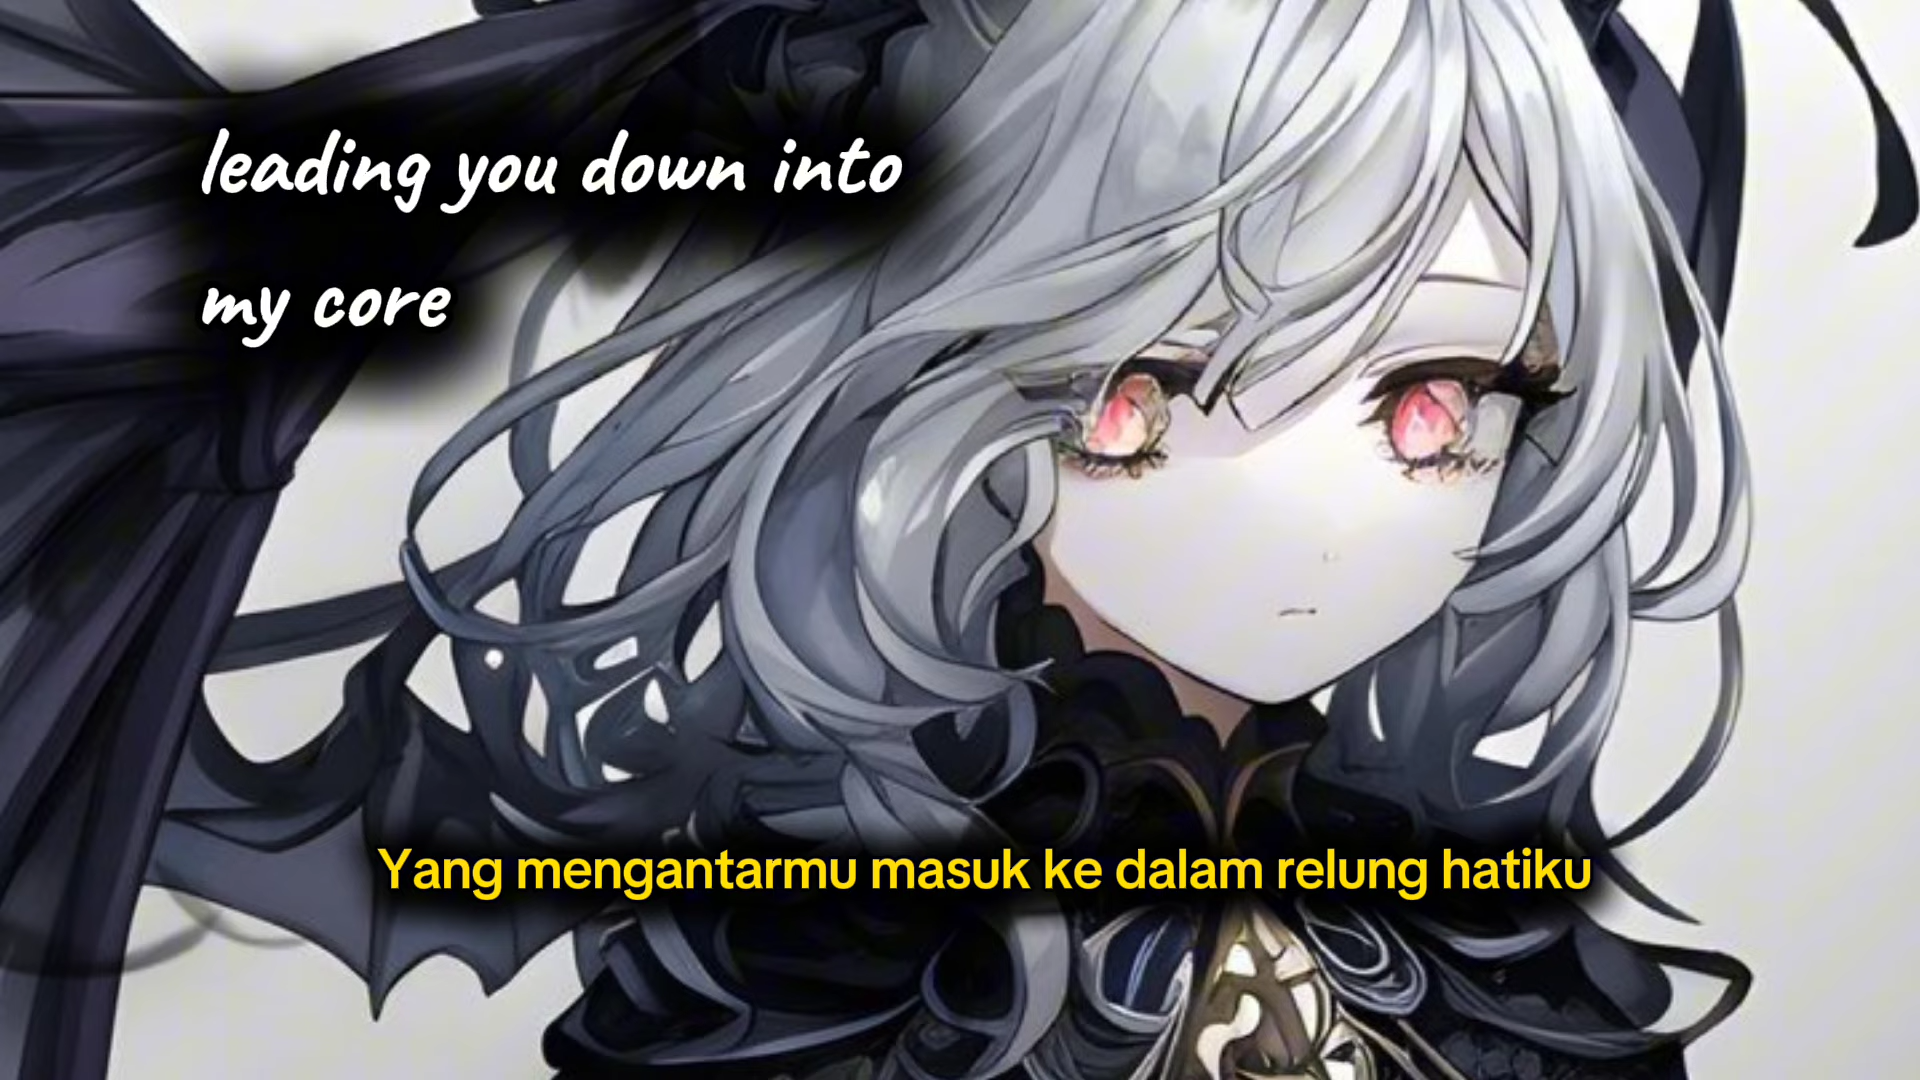 leading you down into
my core
Yang mengantarmu masuk ke dalam relung hatiku